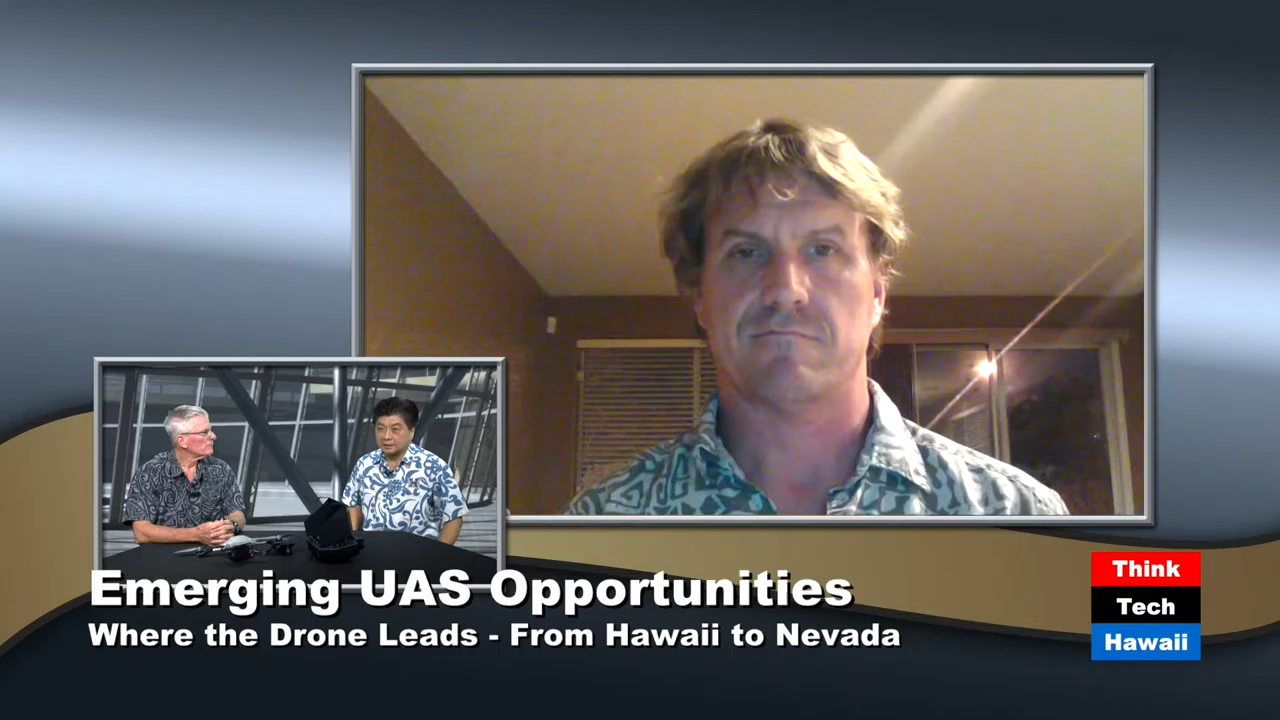 Emerging UAS Opportunities
Where the Drone Leads - From Hawaii to Nevada
Think
Tech
Hawaii